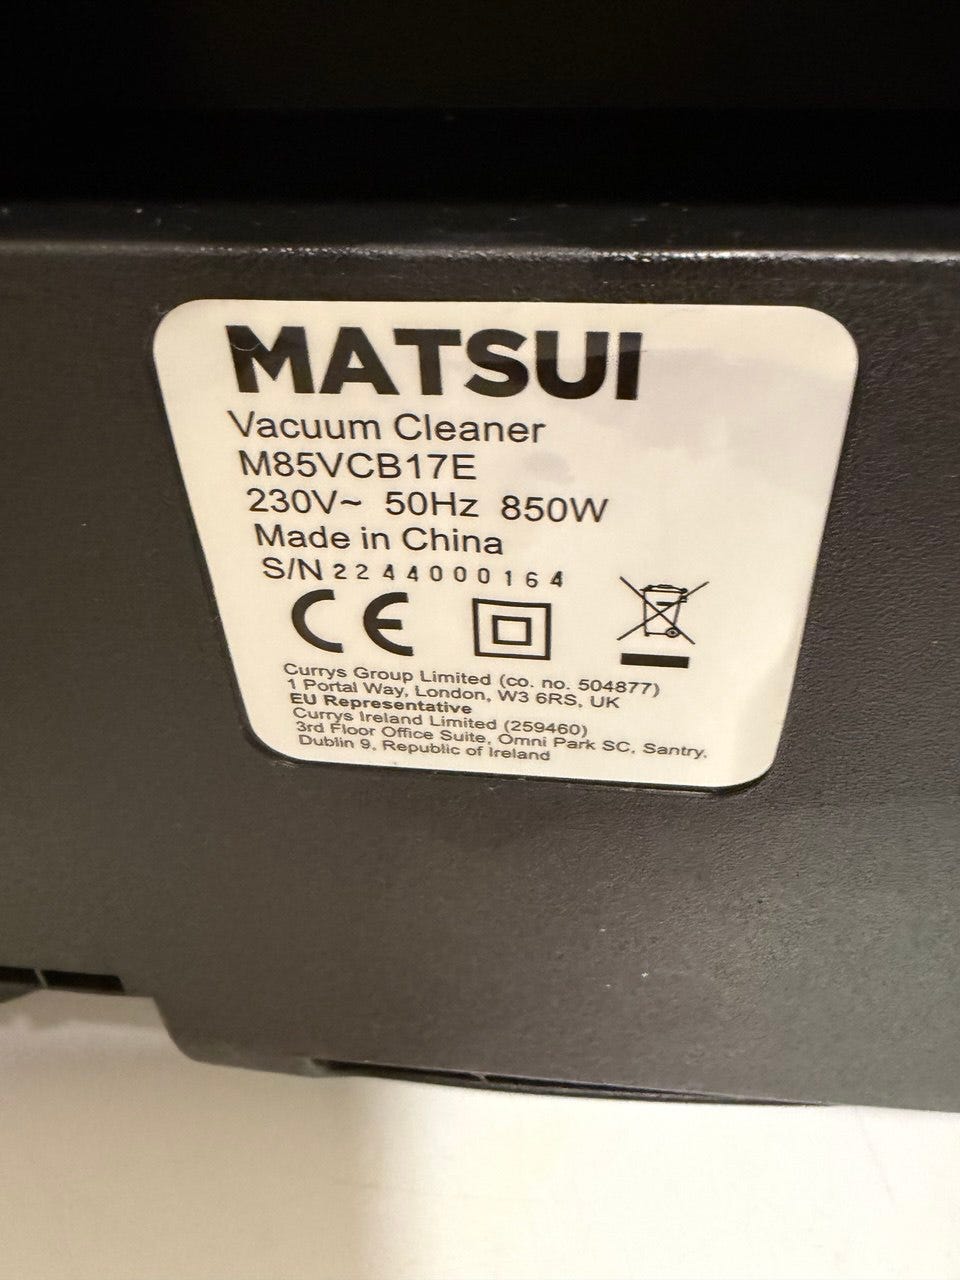 MATSUI
Vacuum Cleaner
M85VCB17E
230V~ 50Hz 850W
Made in China
S/N 2244000164
CE
Currys Group Limited (co. no. 504877)
1 Portal Way, London, W3 6RS, UK
EU Representative
Currys Ireland Limited (259460)
3rd Floor Office Suite, Omni Park SC, Santry,
Dublin 9, Republic of Ireland